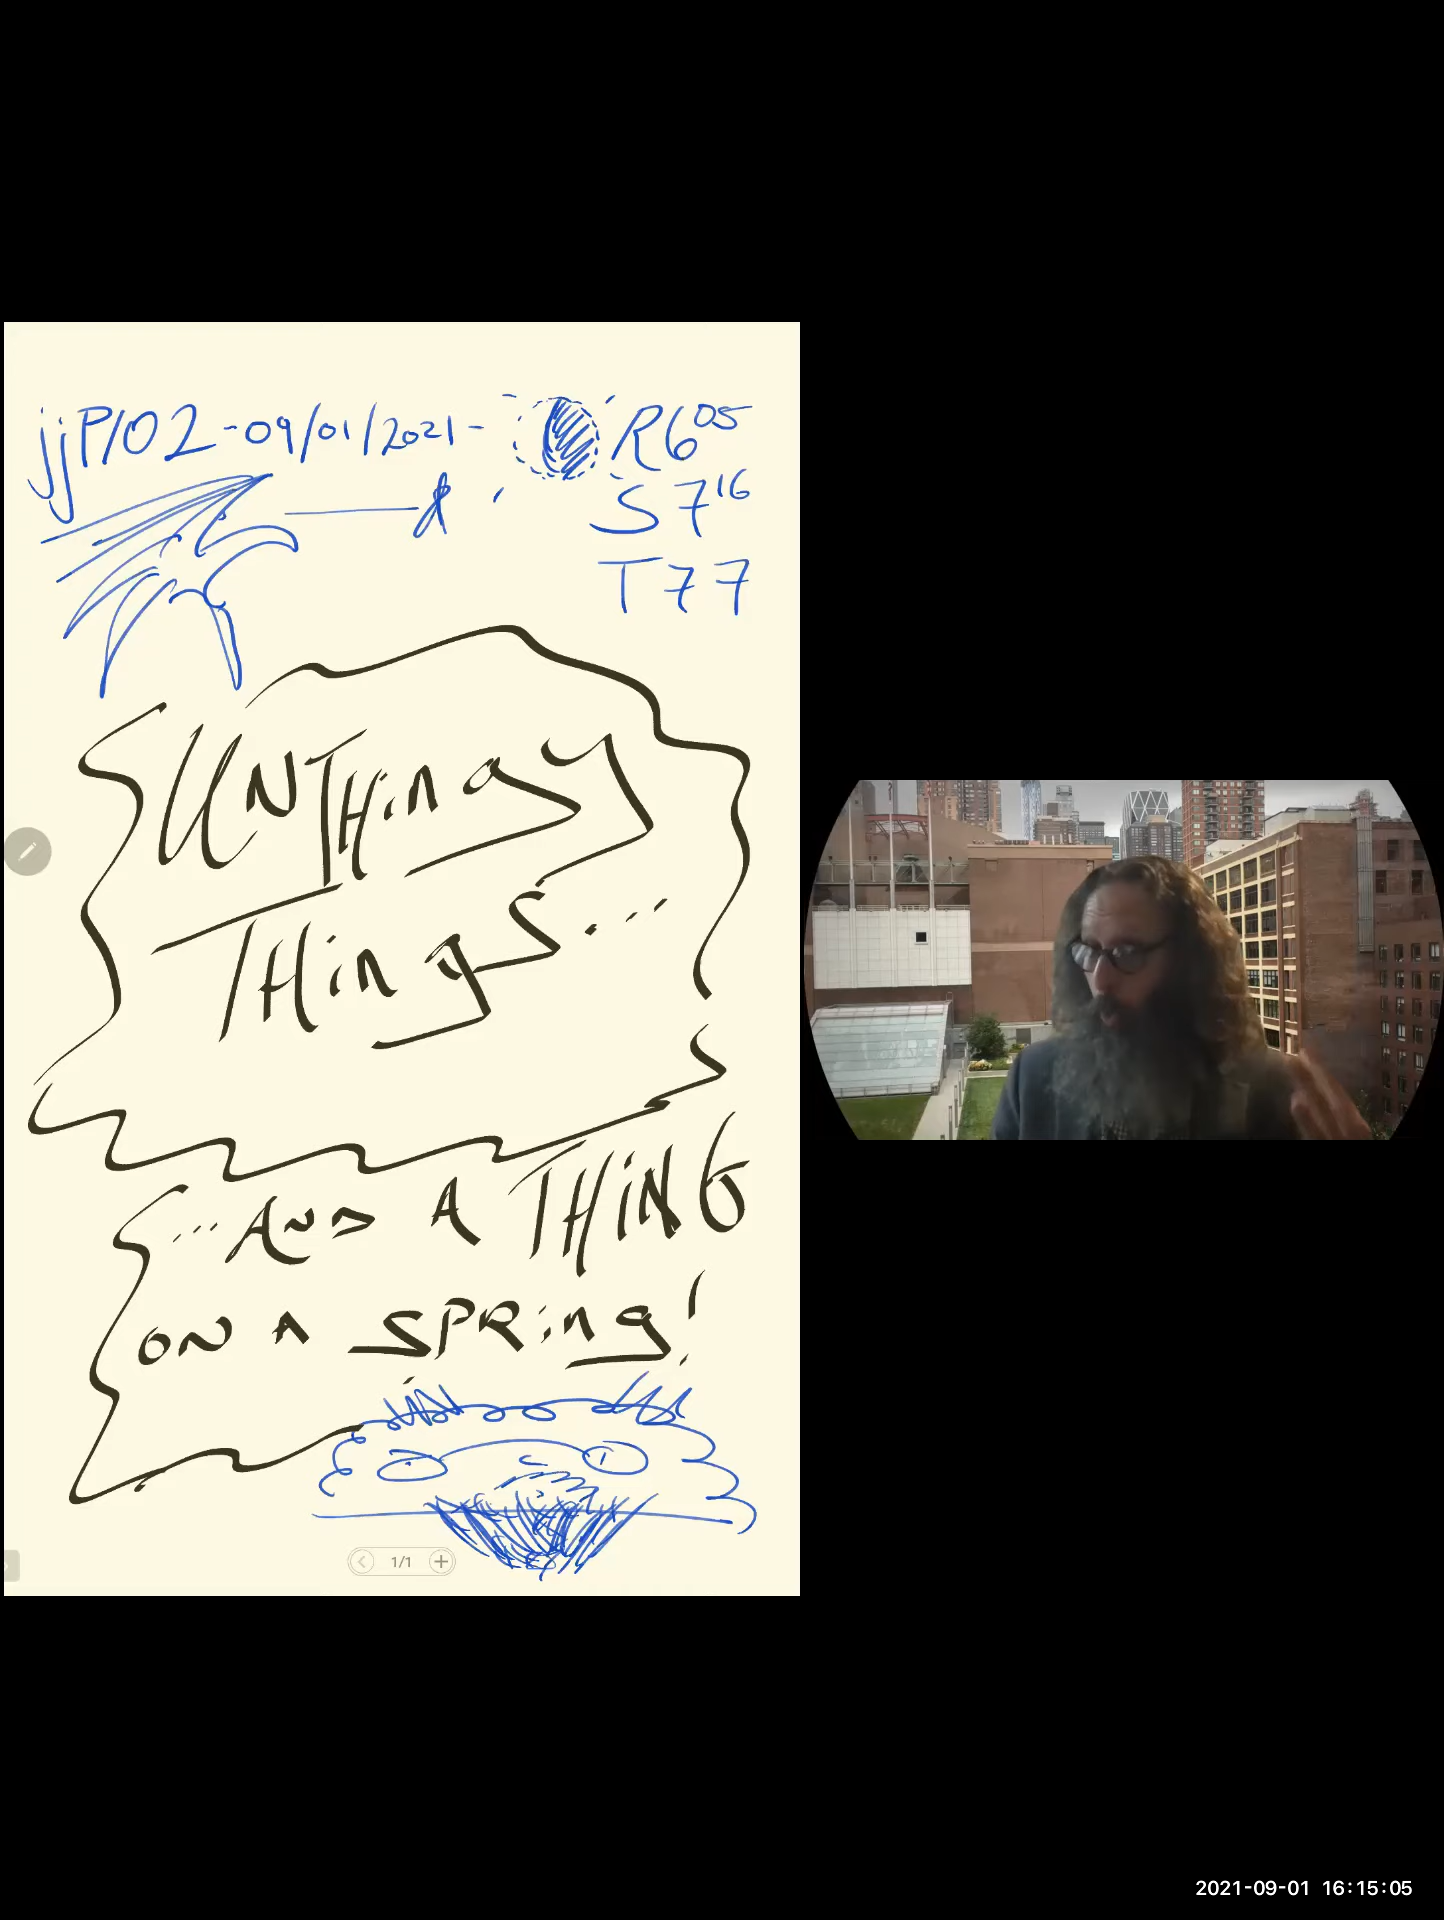 jjP102-09/01/2021- R6⁰⁵
S7¹⁶
T77
UNTHingy
THings...
...AND A THING
ON A SPRing!
1/1
2021-09-01 16:15:05